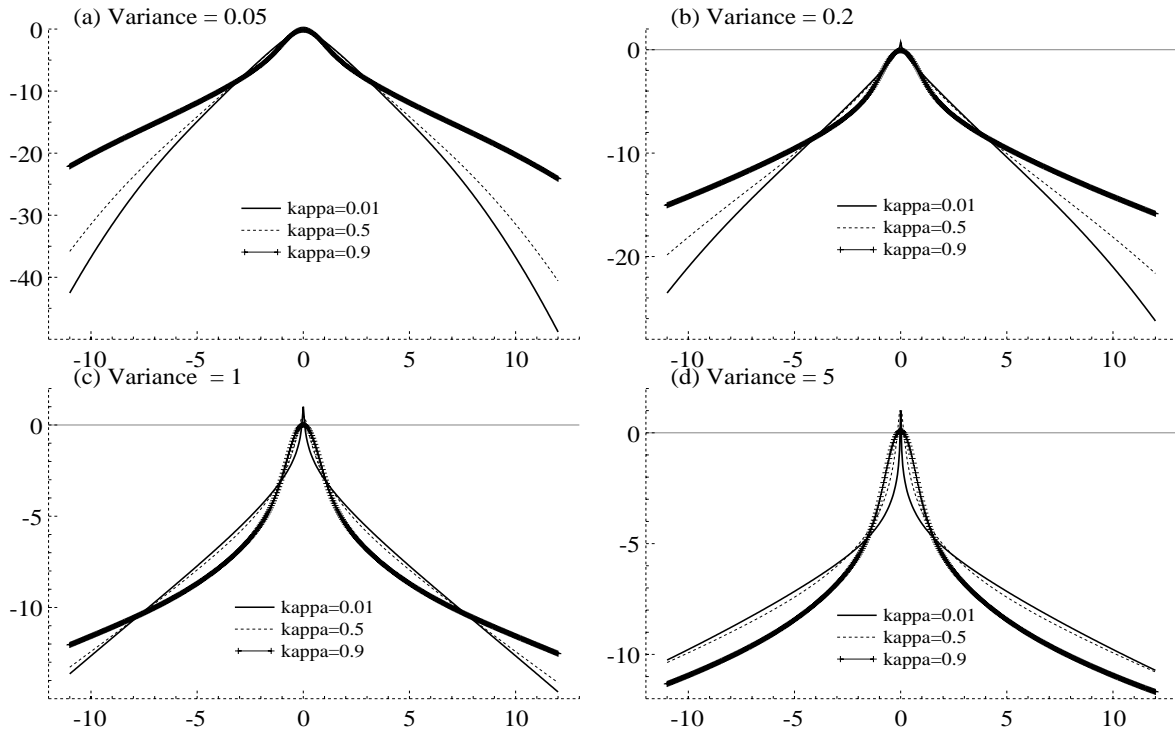 (a) Variance = 0.05
0
-10
-20
-30
-40
kappa=0.01
kappa=0.5
kappa=0.9
-10 -5 0 5 10
(b) Variance = 0.2
0
-10
-20
kappa=0.01
kappa=0.5
kappa=0.9
-10 -5 0 5 10
(c) Variance = 1
0
-5
-10
kappa=0.01
kappa=0.5
kappa=0.9
-10 -5 0 5 10
(d) Variance = 5
0
-5
-10
kappa=0.01
kappa=0.5
kappa=0.9
-10 -5 0 5 10